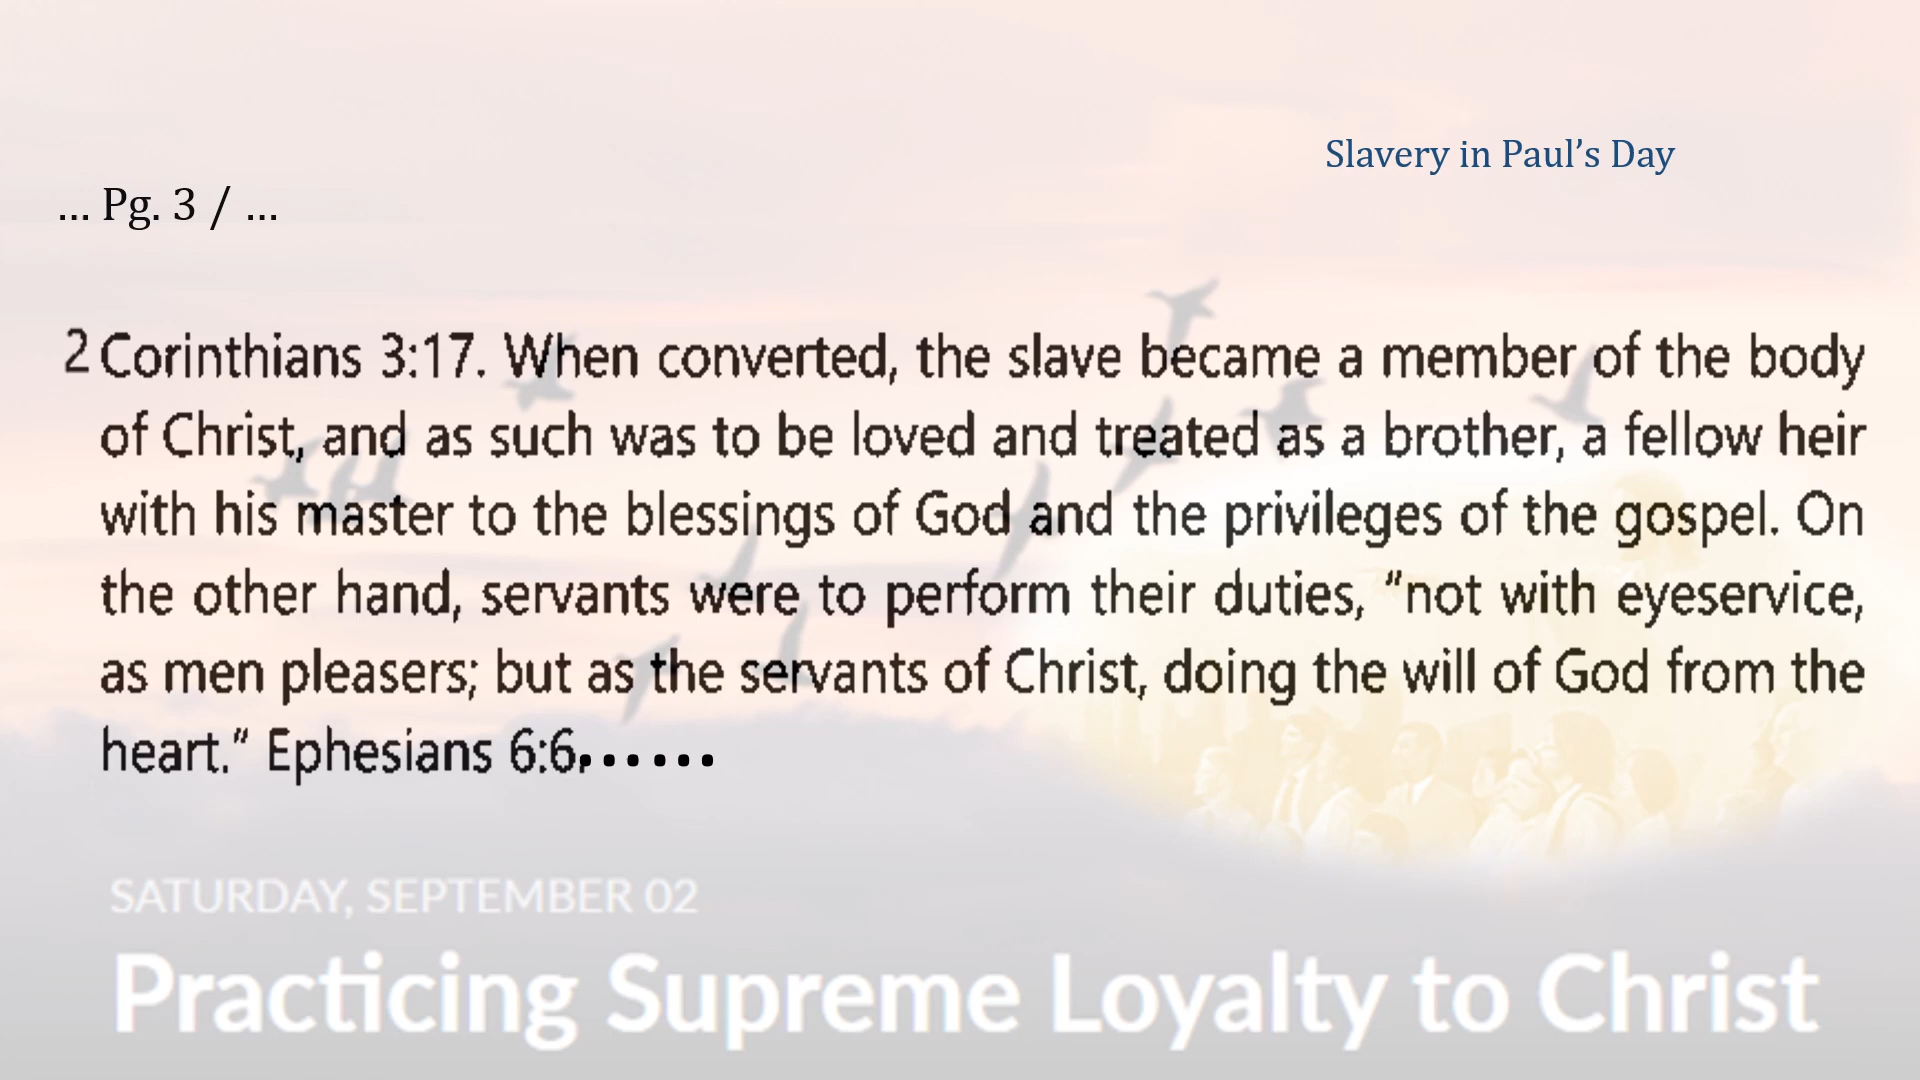 Slavery in Paul’s Day
... Pg. 3 / ...
2 Corinthians 3:17. When converted, the slave became a member of the body
of Christ, and as such was to be loved and treated as a brother, a fellow heir
with his master to the blessings of God and the privileges of the gospel. On
the other hand, servants were to perform their duties, “not with eyeservice,
as men pleasers; but as the servants of Christ, doing the will of God from the
heart.” Ephesians 6:6.......
SATURDAY, SEPTEMBER 02
Practicing Supreme Loyalty to Christ